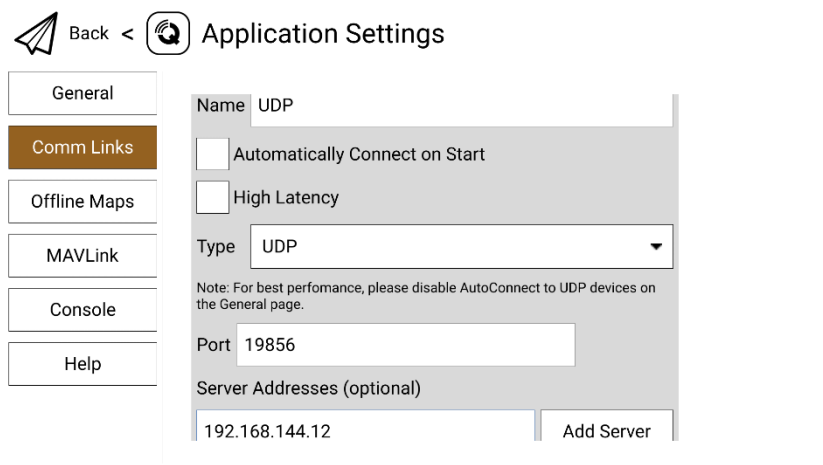 Back < Application Settings
General
Comm Links
Offline Maps
MAVLink
Console
Help
Name UDP
Automatically Connect on Start
High Latency
Type UDP
Note: For best perfomance, please disable AutoConnect to UDP devices on
the General page.
Port 19856
Server Addresses (optional)
192.168.144.12 Add Server